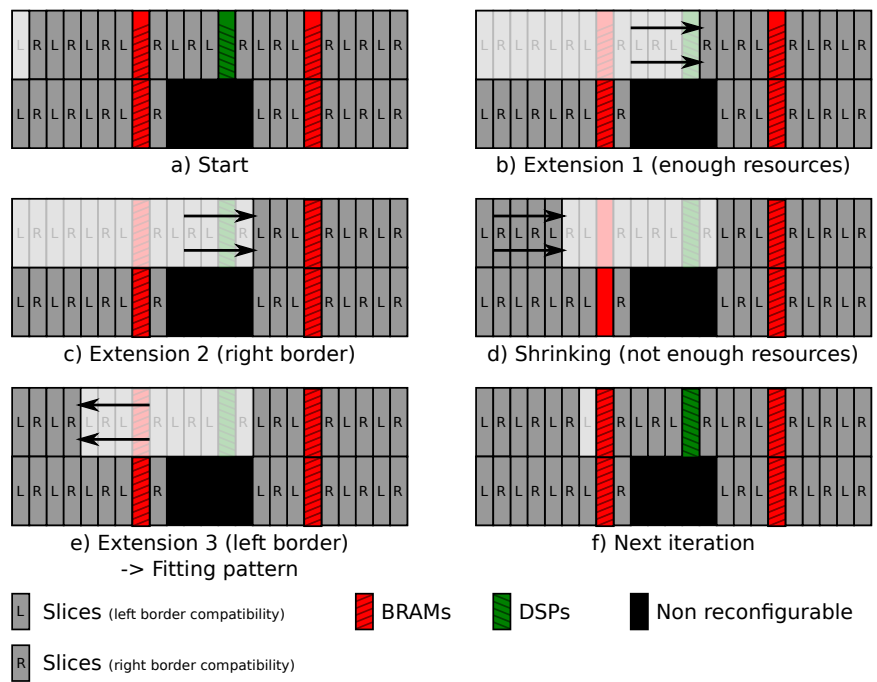 L R L R L R L R L R L R L R L R L R L R
L R L R L R L R L R L R L R L R
a) Start
L R L R L R L R L R L R L R L R L R L R
L R L R L R L R L R L R L R L R
b) Extension 1 (enough resources)
L R L R L R L R L R L R L R L R L R L R
L R L R L R L R L R L R L R L R
c) Extension 2 (right border)
L R L R L R L R L R L R L R L R L R L R
L R L R L R L R L R L R L R L R
d) Shrinking (not enough resources)
L R L R L R L R L R L R L R L R L R L R
L R L R L R L R L R L R L R L R
e) Extension 3 (left border)
-> Fitting pattern
L R L R L R L R L R L R L R L R L R L R
L R L R L R L R L R L R L R L R
f) Next iteration
L Slices (left border compatibility)
BRAMs
DSPs
Non reconfigurable
R Slices (right border compatibility)